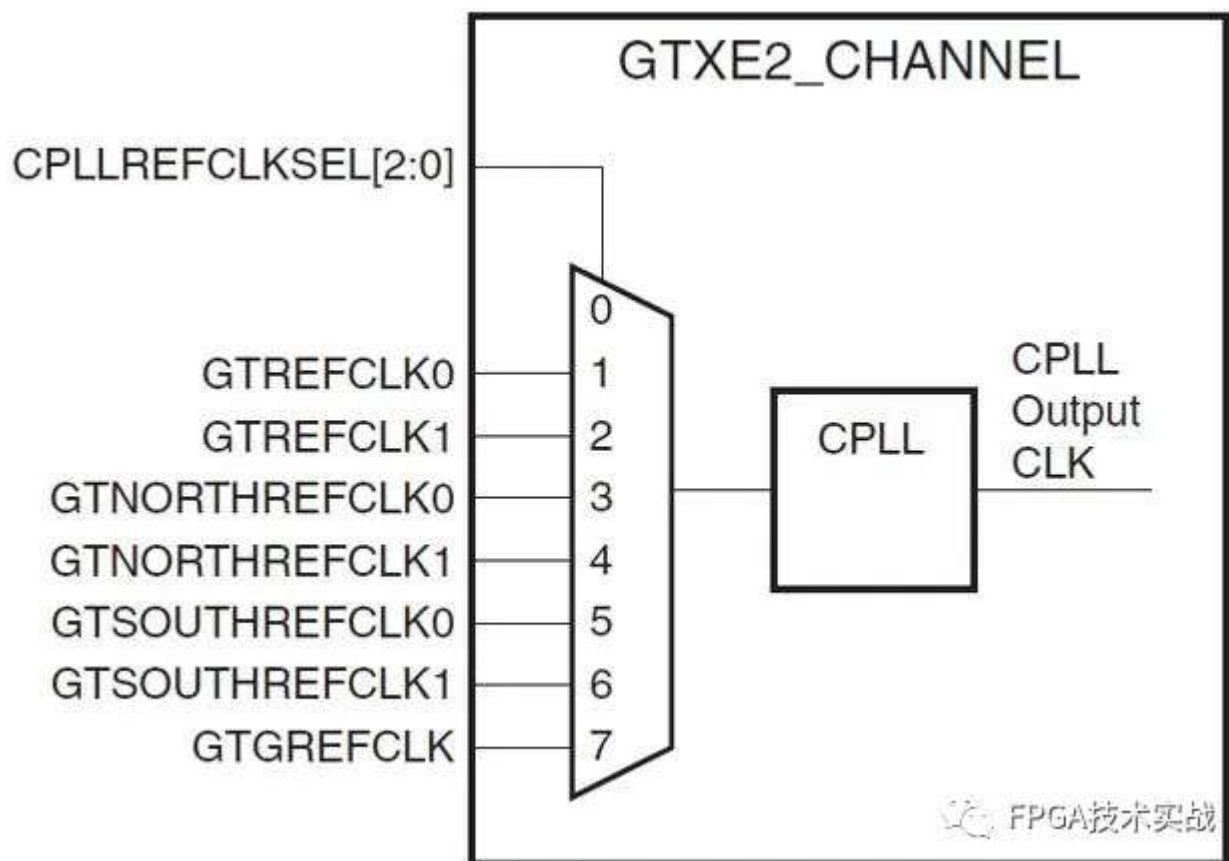 GTXE2_CHANNEL
CPLLREFCLKSEL[2:0]
0
GTREFCLK0
1
GTREFCLK1
2
GTNORTHREFCLK0
3
GTNORTHREFCLK1
4
GTSOUTHREFCLK0
5
GTSOUTHREFCLK1
6
GTGREFCLK
7
CPLL
CPLL
Output
CLK
FPGA技术实战